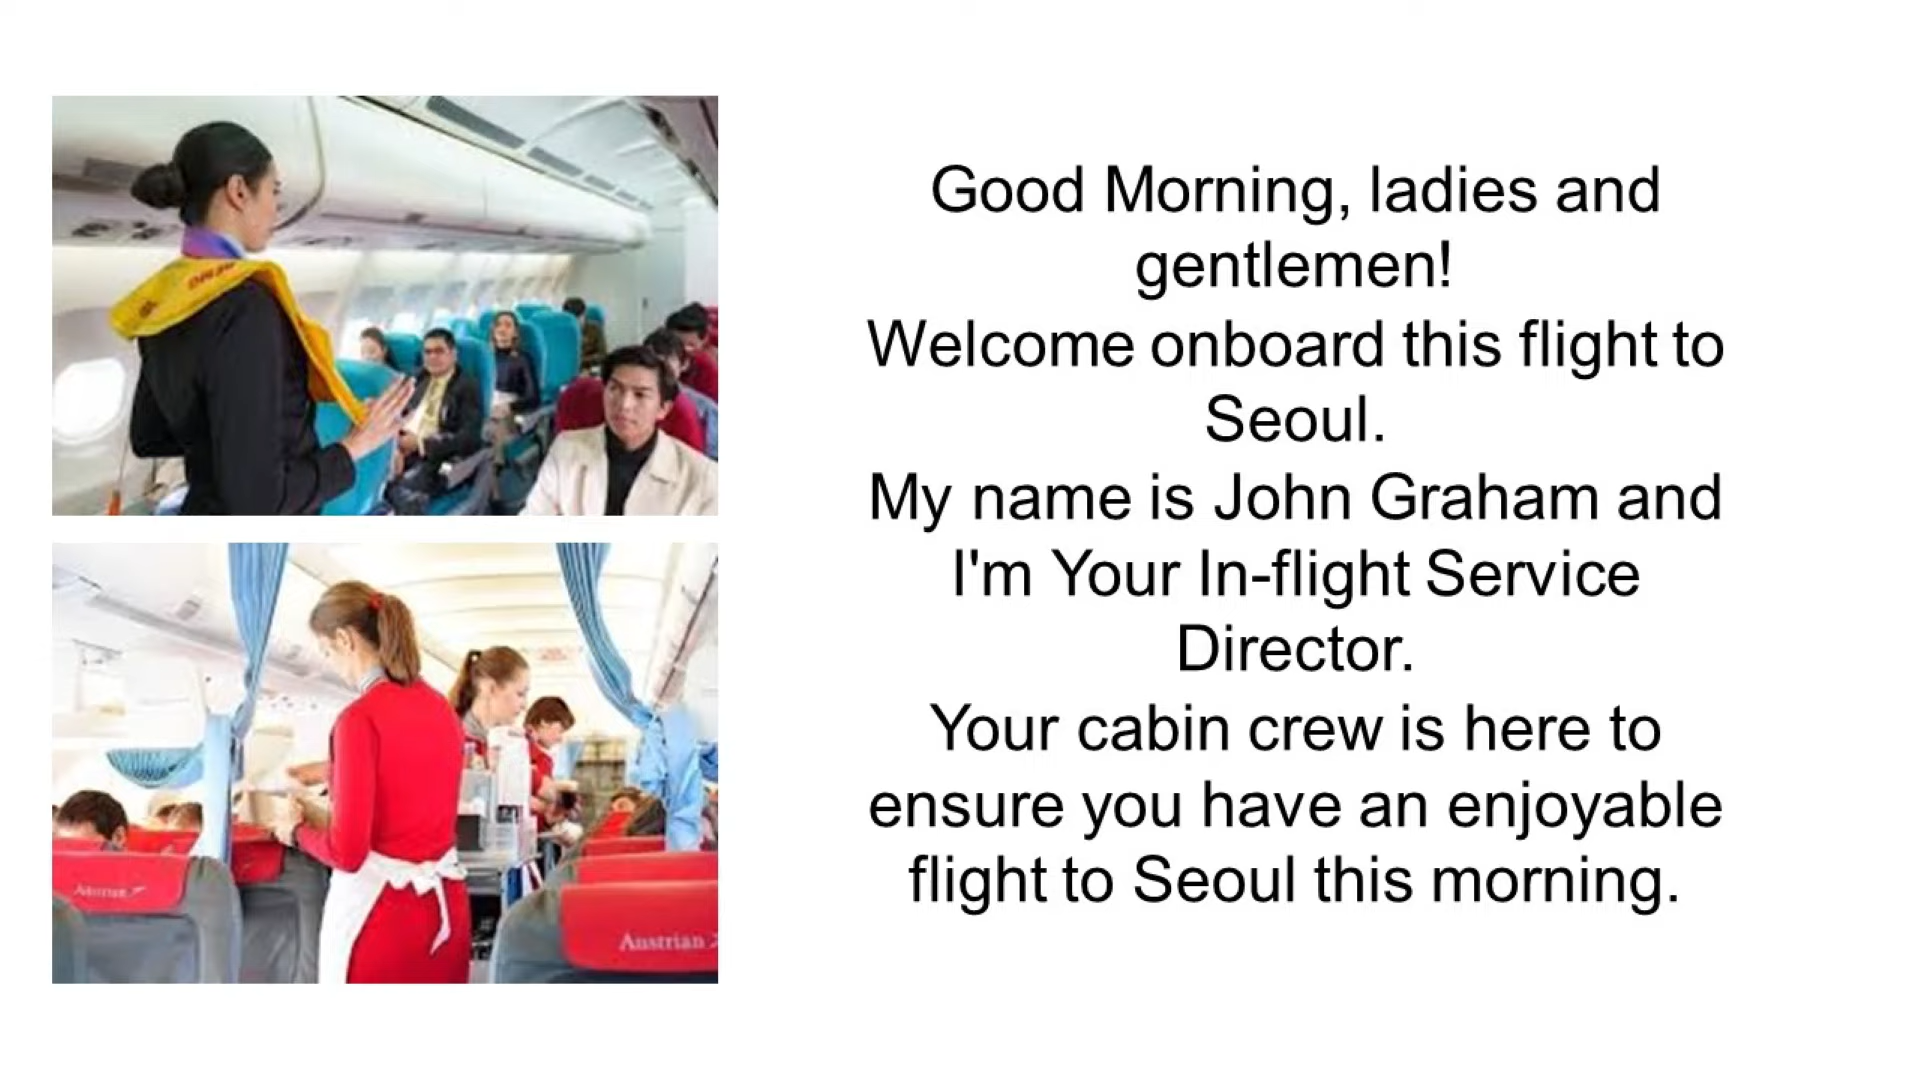 Good Morning, ladies and
gentlemen!
Welcome onboard this flight to
Seoul.
My name is John Graham and
I'm Your In-flight Service
Director.
Your cabin crew is here to
ensure you have an enjoyable
flight to Seoul this morning.
Austrian
Austrian